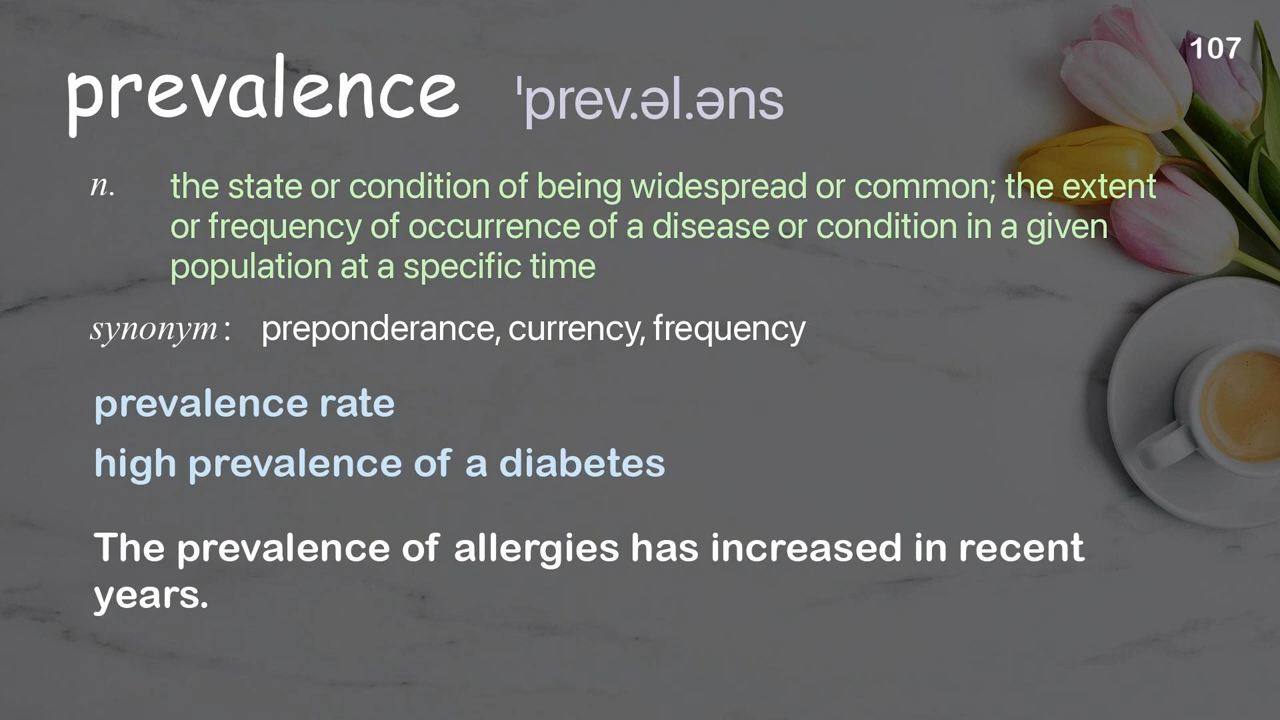 107
prevalence ˈprev.əl.əns
n. the state or condition of being widespread or common; the extent
or frequency of occurrence of a disease or condition in a given
population at a specific time
synonym: preponderance, currency, frequency
prevalence rate
high prevalence of a diabetes
The prevalence of allergies has increased in recent
years.